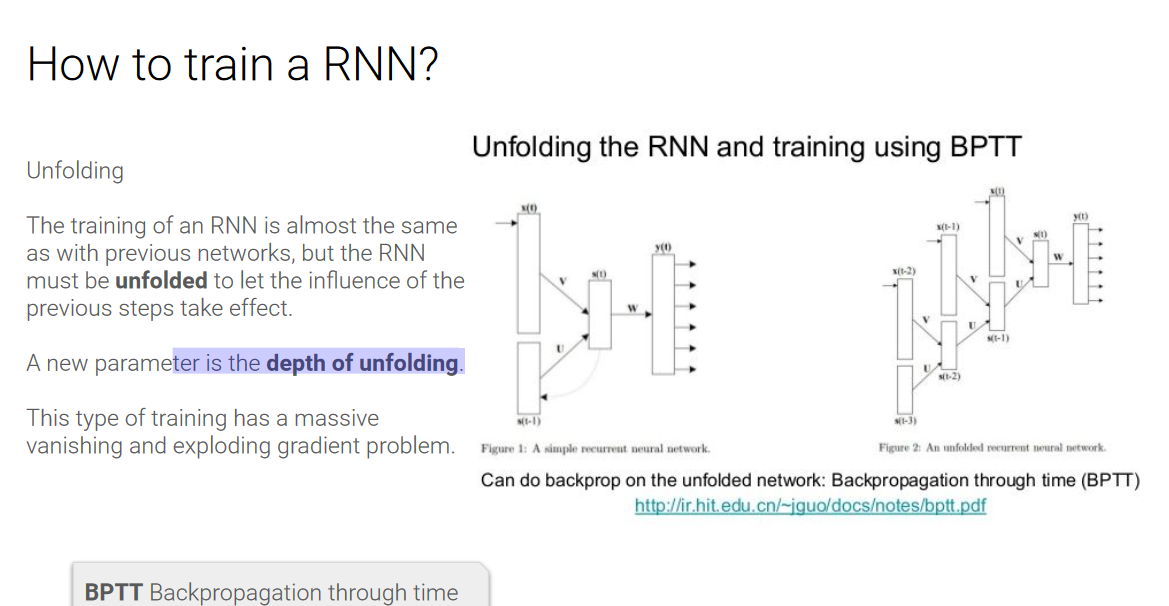 How to train a RNN?
Unfolding
The training of an RNN is almost the same
as with previous networks, but the RNN
must be unfolded to let the influence of the
previous steps take effect.
A new parameter is the depth of unfolding.
This type of training has a massive
vanishing and exploding gradient problem.
Unfolding the RNN and training using BPTT
x(t)
V
s(t)
U
W
y(t)
s(t-1)
Figure 1: A simple recurrent neural network.
x(t)
x(t-1)
x(t-2)
y(t)
s(t)
V
W
V
U
V
U
s(t-1)
U
s(t-2)
s(t-3)
Figure 2: An unfolded recurrent neural network.
Can do backprop on the unfolded network: Backpropagation through time (BPTT)
http://ir.hit.edu.cn/~jguo/docs/notes/bptt.pdf
BPTT Backpropagation through time